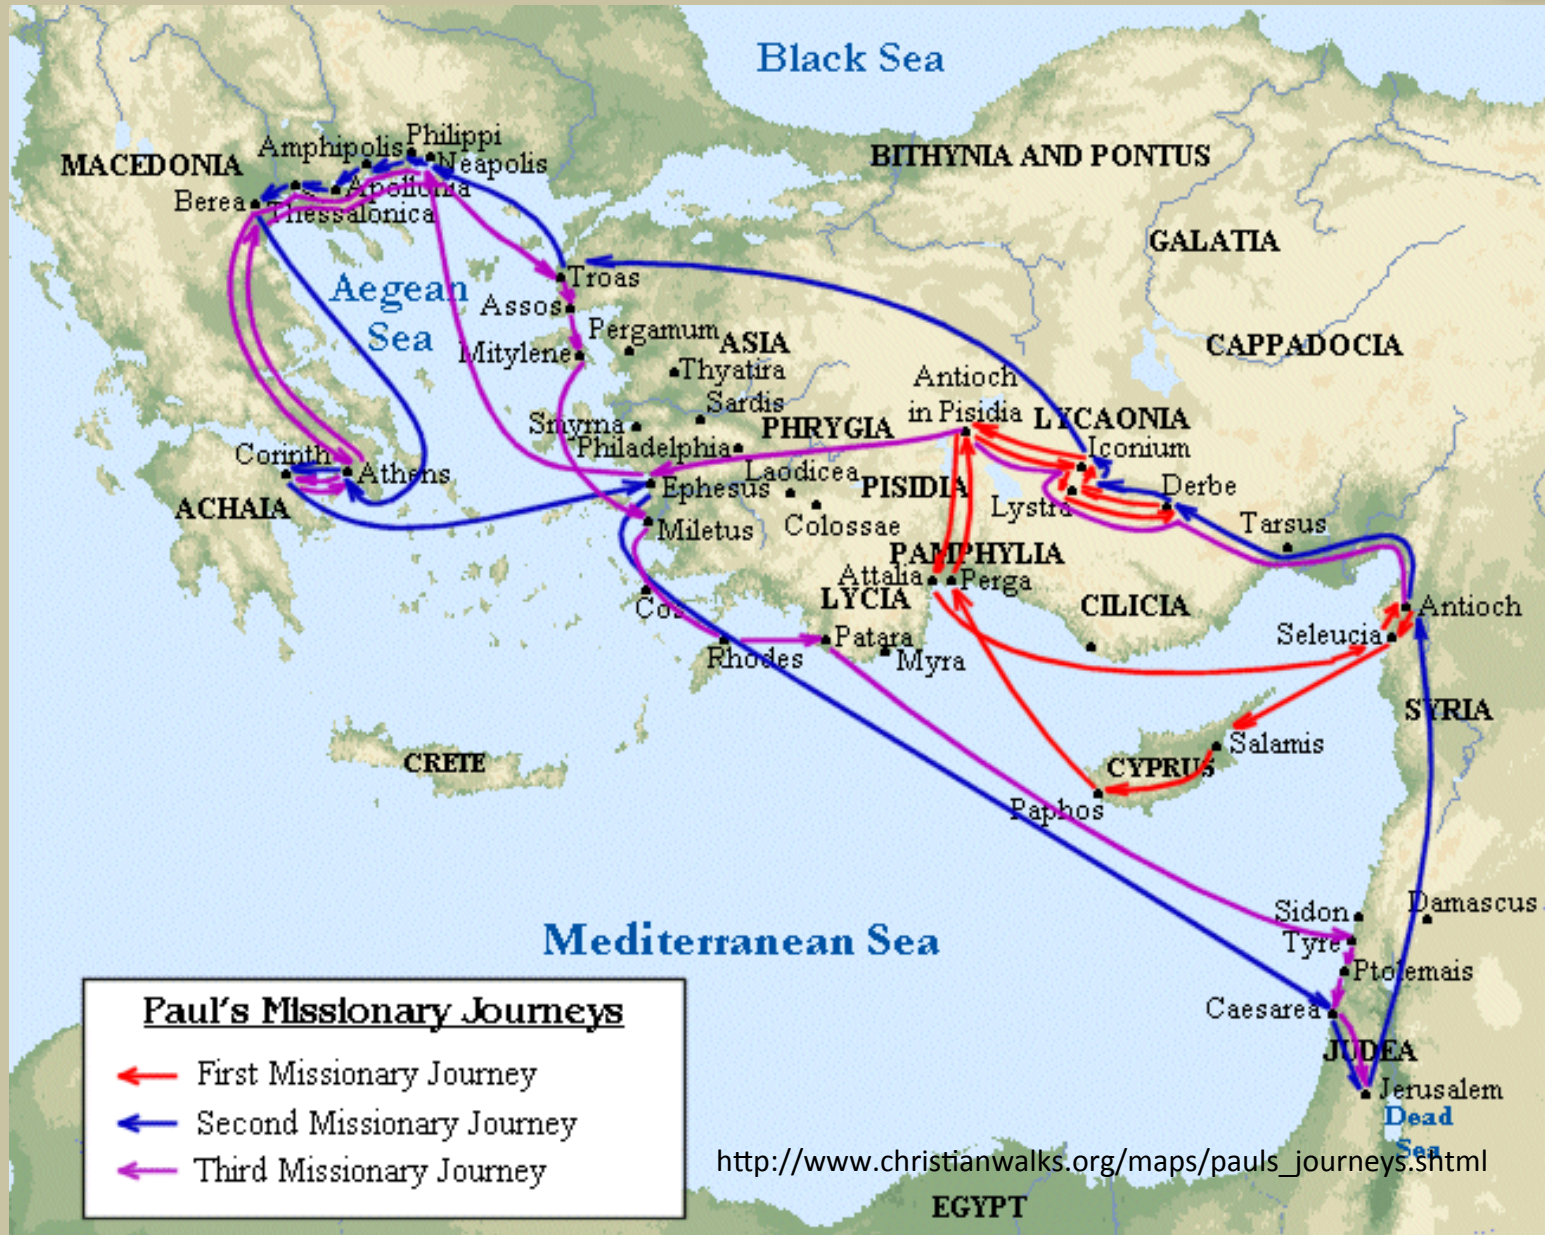 Black Sea
Philippi
Amphipolis
Neapolis
MACEDONIA
BITHYNIA AND PONTUS
Apollonia
Berea
Thessalonica
GALATIA
Troas
Aegean
Sea
Assos
Pergamum
ASIA
CAPPADOCIA
Mitylene
Thyatira
Antioch
in Pisidia
Sardis
LYCAONIA
Smyrna
PHRYGIA
Philadelphia
Iconium
Corinth
Athens
Laodicea
Ephesus
PISIDIA
Derbe
ACHAIA
Lystra
Colossae
Tarsus
Miletus
PAMPHYLIA
Attalia
Perga
LYCIA
CILICIA
Cos
Antioch
Seleucia
Patara
Rhodes
Myra
SYRIA
Salamis
CRETE
CYPRUS
Paphos
Sidon
Damascus
Mediterranean Sea
Tyre
Ptolemais
Caesarea
JUDEA
Jerusalem
Dead
Sea
Paul's Missionary Journeys
First Missionary Journey
Second Missionary Journey
Third Missionary Journey
http://www.christianwalks.org/maps/pauls_journeys.shtml
EGYPT